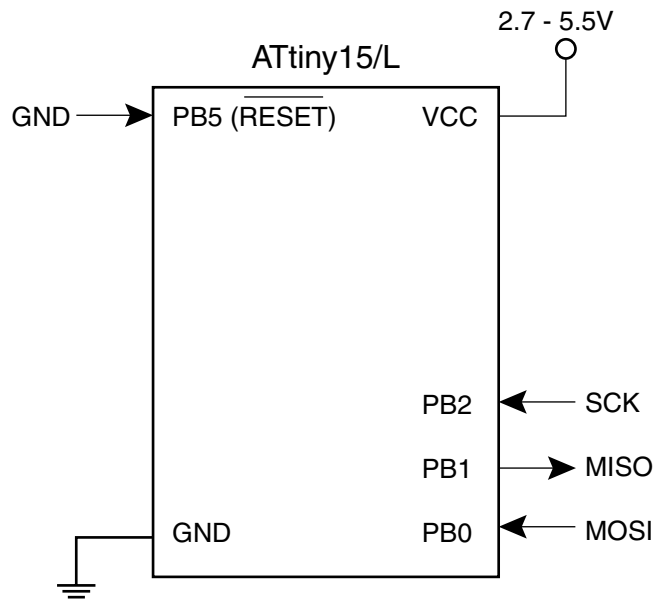 2.7 - 5.5V
ATtiny15/L
GND
PB5 (RESET)
VCC
PB2
SCK
PB1
MISO
GND
PB0
MOSI